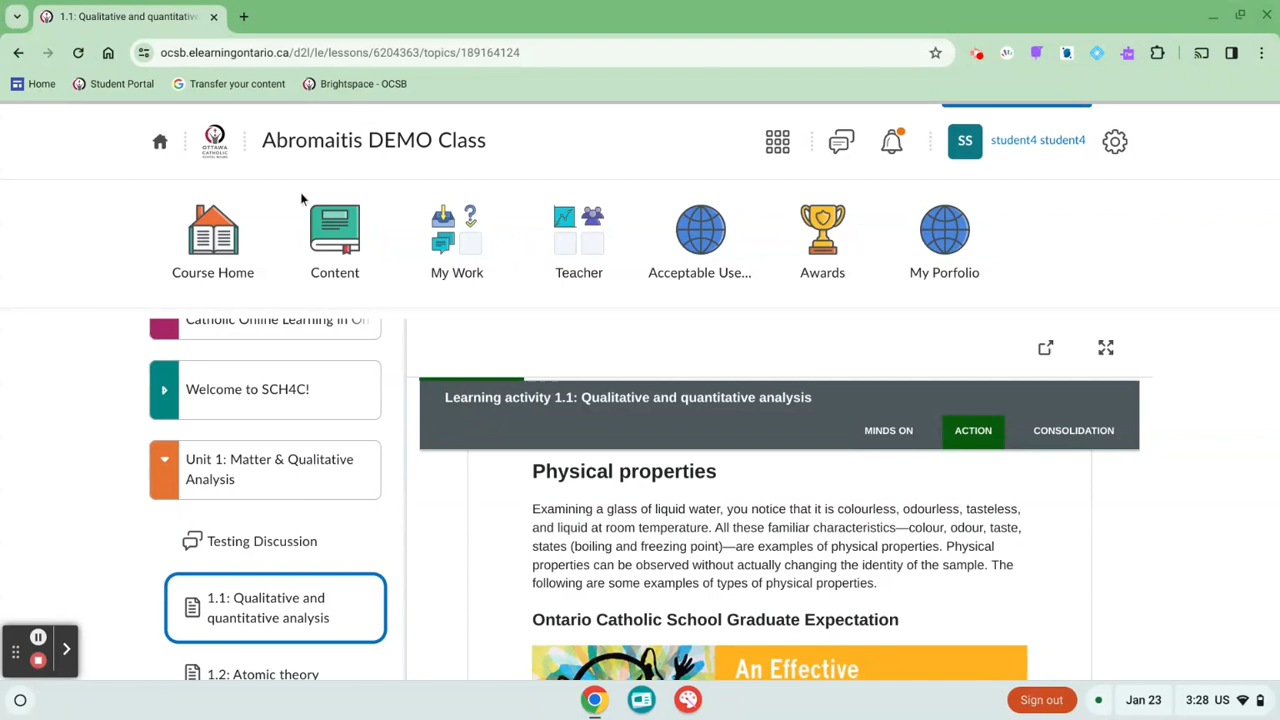 1.1: Qualitative and quantitativ
ocsb.elearningontario.ca/d2l/le/lessons/6204363/topics/189164124
Home
Student Portal
Transfer your content
Brightspace - OCSB
OTTAWA
CATHOLIC
Abromaitis DEMO Class
SS
student4 student4
Course Home
Content
My Work
Teacher
Acceptable Use...
Awards
My Porfolio
Catholic Online Learning in On
Welcome to SCH4C!
Unit 1: Matter & Qualitative
Analysis
Testing Discussion
1.1: Qualitative and
quantitative analysis
1.2: Atomic theory
Learning activity 1.1: Qualitative and quantitative analysis
MINDS ON
ACTION
CONSOLIDATION
Physical properties
Examining a glass of liquid water, you notice that it is colourless, odourless, tasteless,
and liquid at room temperature. All these familiar characteristics—colour, odour, taste,
states (boiling and freezing point)—are examples of physical properties. Physical
properties can be observed without actually changing the identity of the sample. The
following are some examples of types of physical properties.
Ontario Catholic School Graduate Expectation
An Effective
Sign out
Jan 23
3:28 US